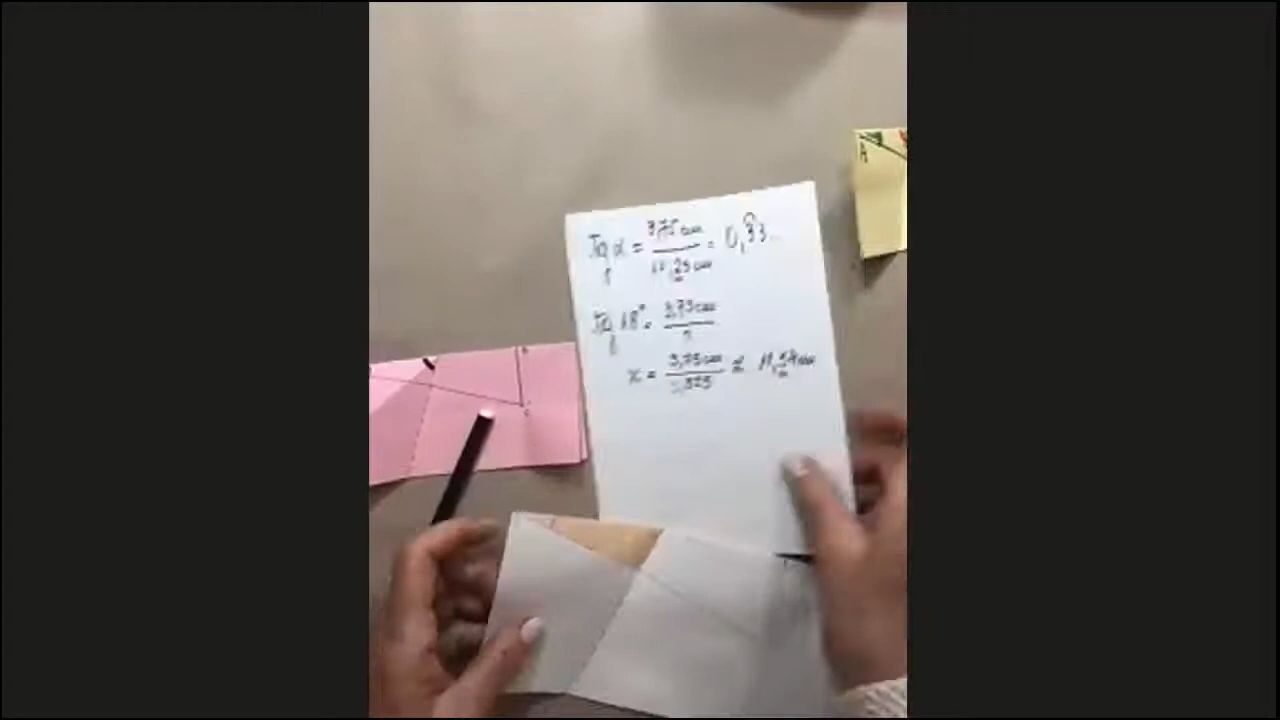 Tg α = 3,75 cm / 11,25 cm = 0,33...
Tg 18° = 3,75 cm / x
x = 3,75 cm / 0,325 ≈ 11,54 cm
A